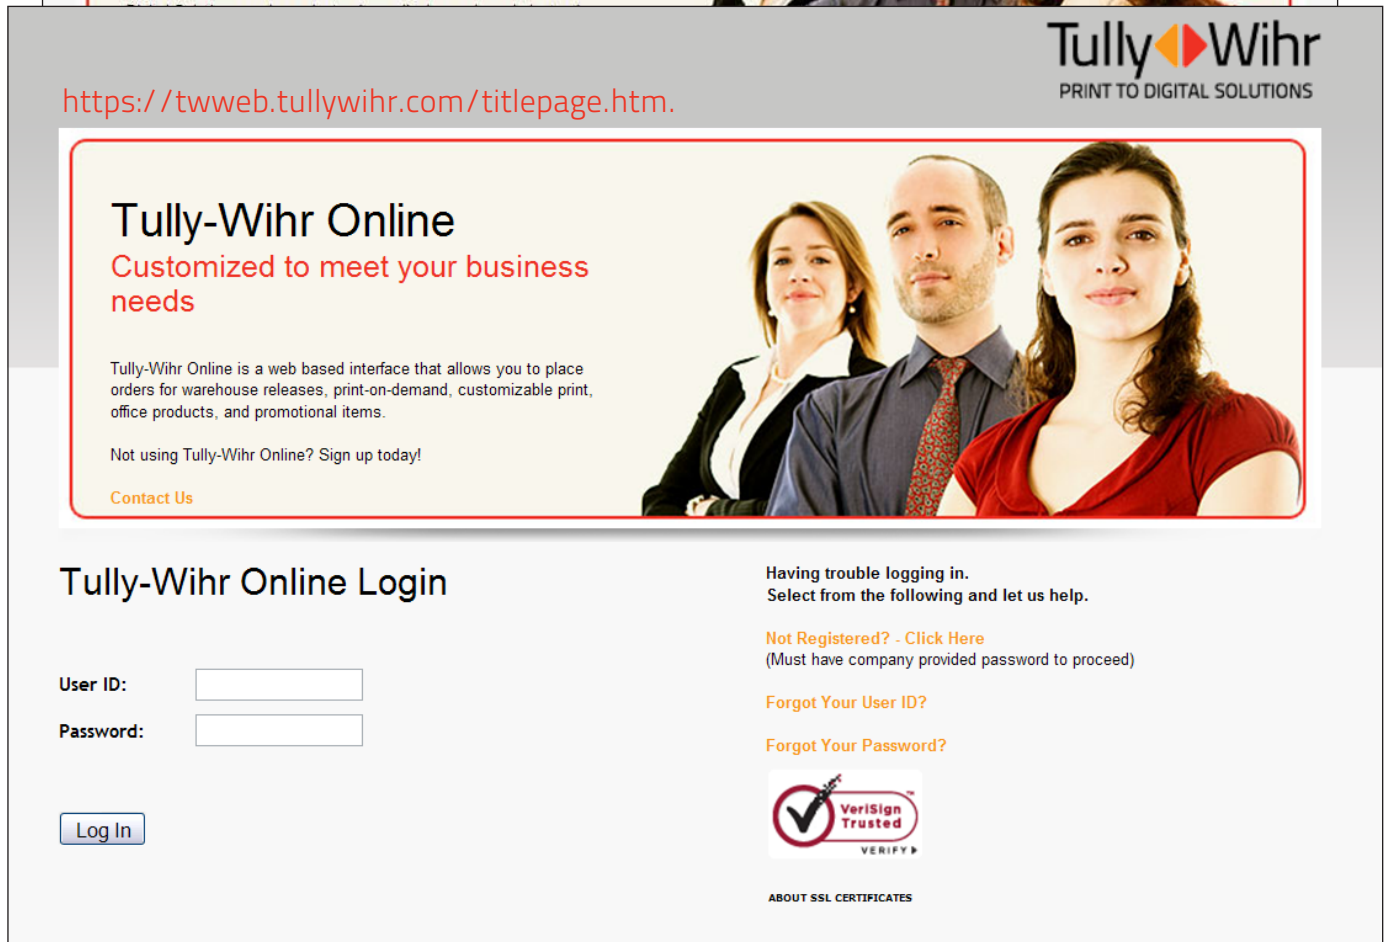 Tully Wihr
PRINT TO DIGITAL SOLUTIONS
https://twweb.tullywihr.com/titlepage.htm.
Tully-Wihr Online
Customized to meet your business
needs
Tully-Wihr Online is a web based interface that allows you to place
orders for warehouse releases, print-on-demand, customizable print,
office products, and promotional items.
Not using Tully-Wihr Online? Sign up today!
Contact Us
Tully-Wihr Online Login
User ID:
Password:
Log In
Having trouble logging in.
Select from the following and let us help.
Not Registered? - Click Here
(Must have company provided password to proceed)
Forgot Your User ID?
Forgot Your Password?
VeriSign
Trusted
VERIFY
ABOUT SSL CERTIFICATES